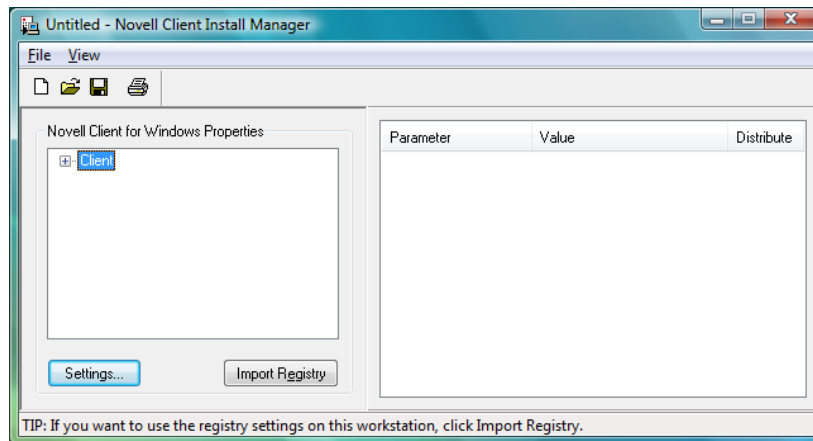 Untitled - Novell Client Install Manager
File View
Novell Client for Windows Properties
Client
Settings...
Import Registry
Parameter Value Distribute
TIP: If you want to use the registry settings on this workstation, click Import Registry.